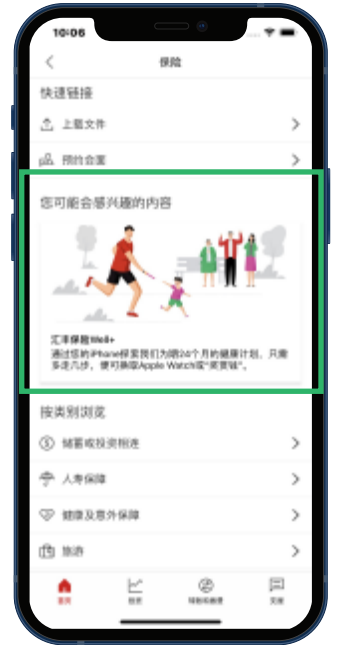 10:06
保险
快速链接
上载文件
预约会面
您可能会感兴趣的内容
汇丰保险Well+
通过您的iPhone探索我们为期24个月的健康计划，只需
多走几步，便可换取Apple Watch或“奖赏钱”。
按类别浏览
储蓄或投资相连
人寿保障
健康及意外保障
旅游
首页
投资
支援